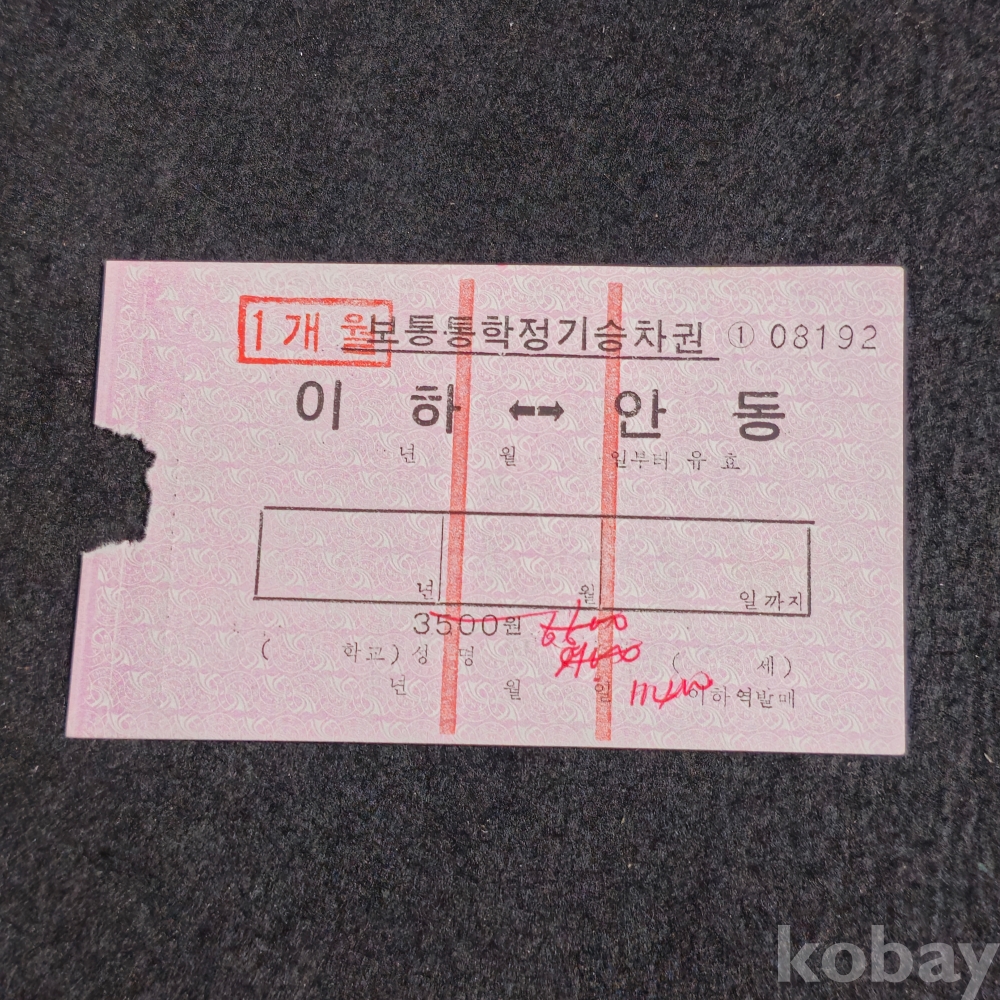 1개월 보통통학정기승차권 ① 08192
이 하 ↔ 안 동
년 월 일부터 유효
년 월 일까지
3500원 6600
( 학교) 성 명 ( 세)
년 월 일 이하역발매
kobay